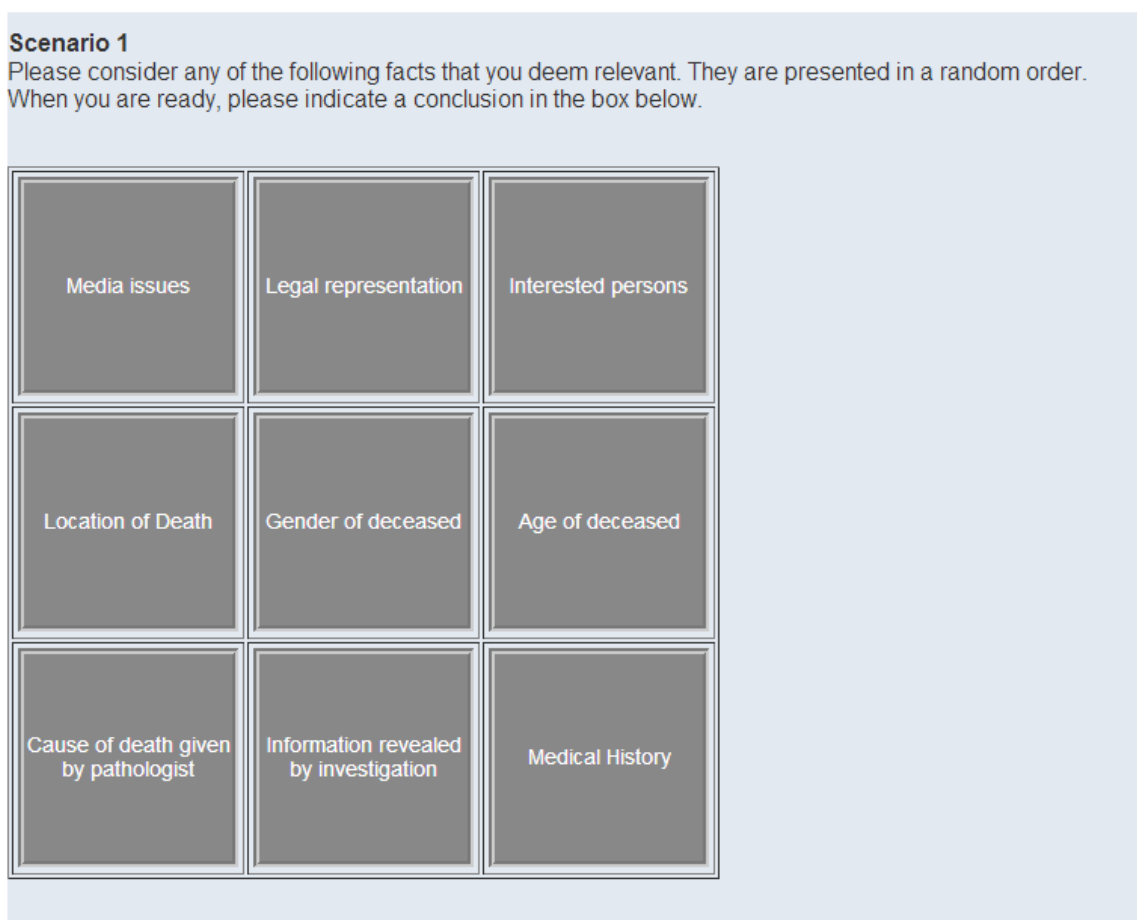 Scenario 1
Please consider any of the following facts that you deem relevant. They are presented in a random order.
When you are ready, please indicate a conclusion in the box below.
Media issues
Legal representation
Interested persons
Location of Death
Gender of deceased
Age of deceased
Cause of death given
by pathologist
Information revealed
by investigation
Medical History